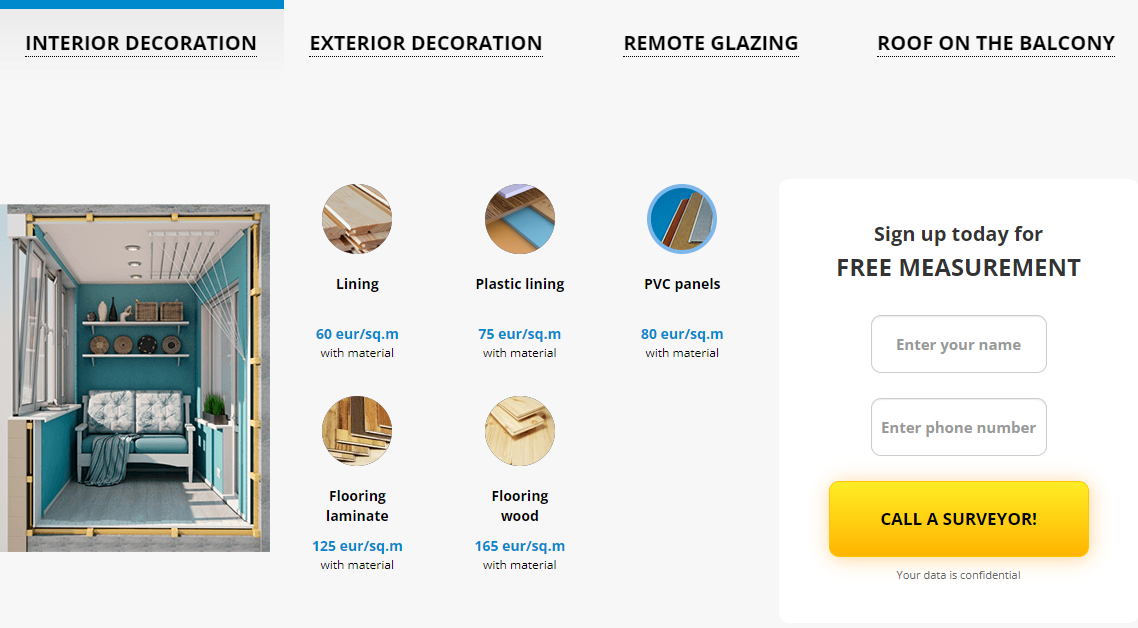 INTERIOR DECORATION
EXTERIOR DECORATION
REMOTE GLAZING
ROOF ON THE BALCONY
Lining
60 eur/sq.m
with material
Plastic lining
75 eur/sq.m
with material
PVC panels
80 eur/sq.m
with material
Flooring
laminate
125 eur/sq.m
with material
Flooring
wood
165 eur/sq.m
with material
Sign up today for
FREE MEASUREMENT
Enter your name
Enter phone number
CALL A SURVEYOR!
Your data is confidential